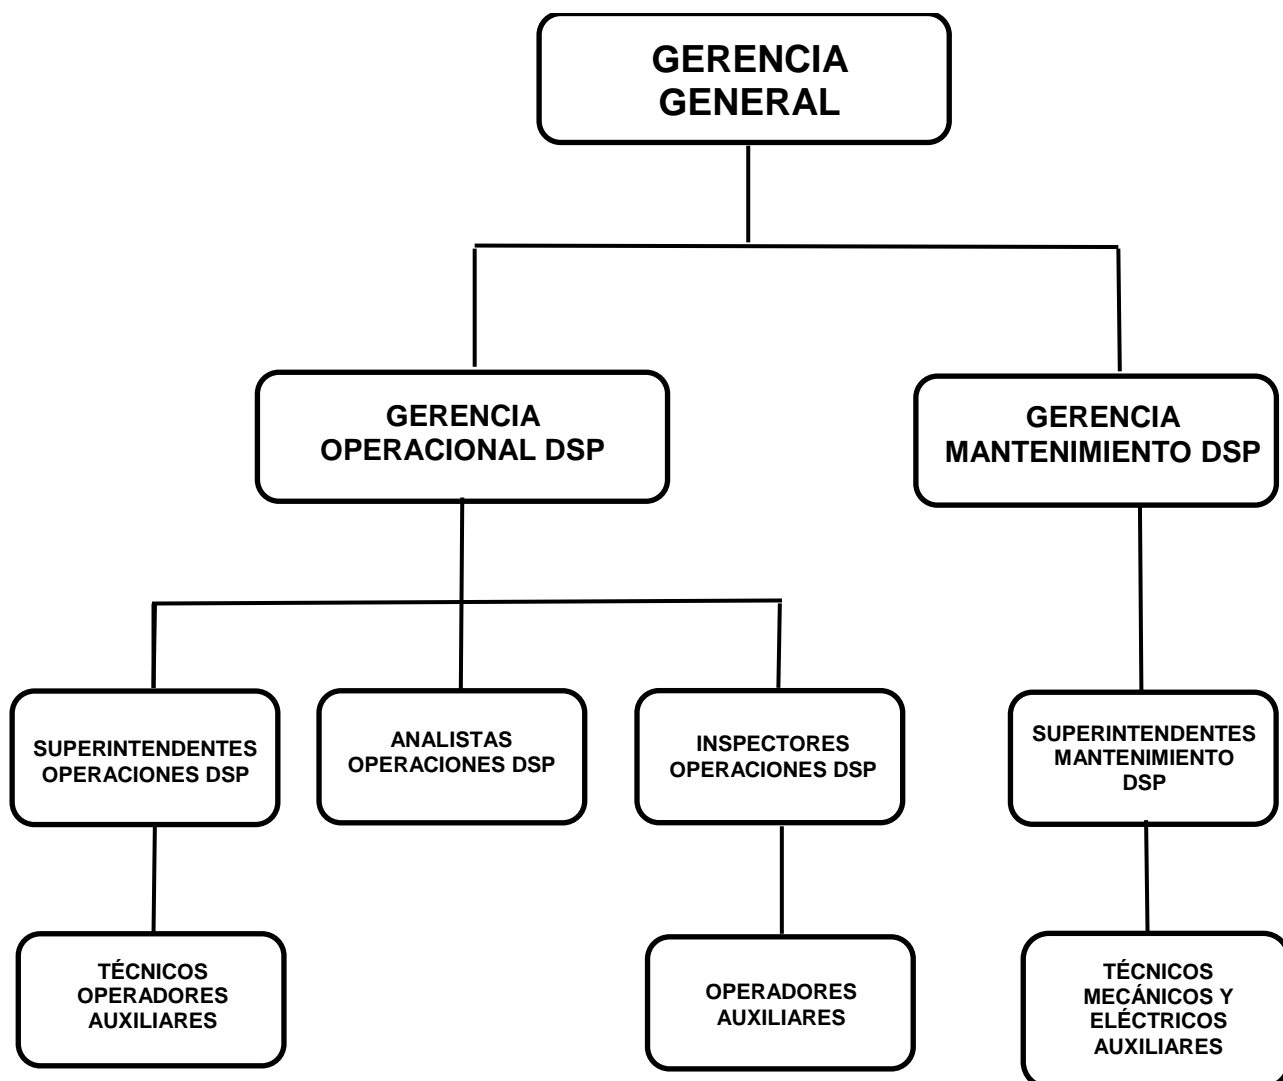 GERENCIA
GENERAL
GERENCIA
OPERACIONAL DSP
GERENCIA
MANTENIMIENTO DSP
SUPERINTENDENTES
OPERACIONES DSP
ANALISTAS
OPERACIONES DSP
INSPECTORES
OPERACIONES DSP
SUPERINTENDENTES
MANTENIMIENTO
DSP
TÉCNICOS
OPERADORES
AUXILIARES
OPERADORES
AUXILIARES
TÉCNICOS
MECÁNICOS Y
ELÉCTRICOS
AUXILIARES